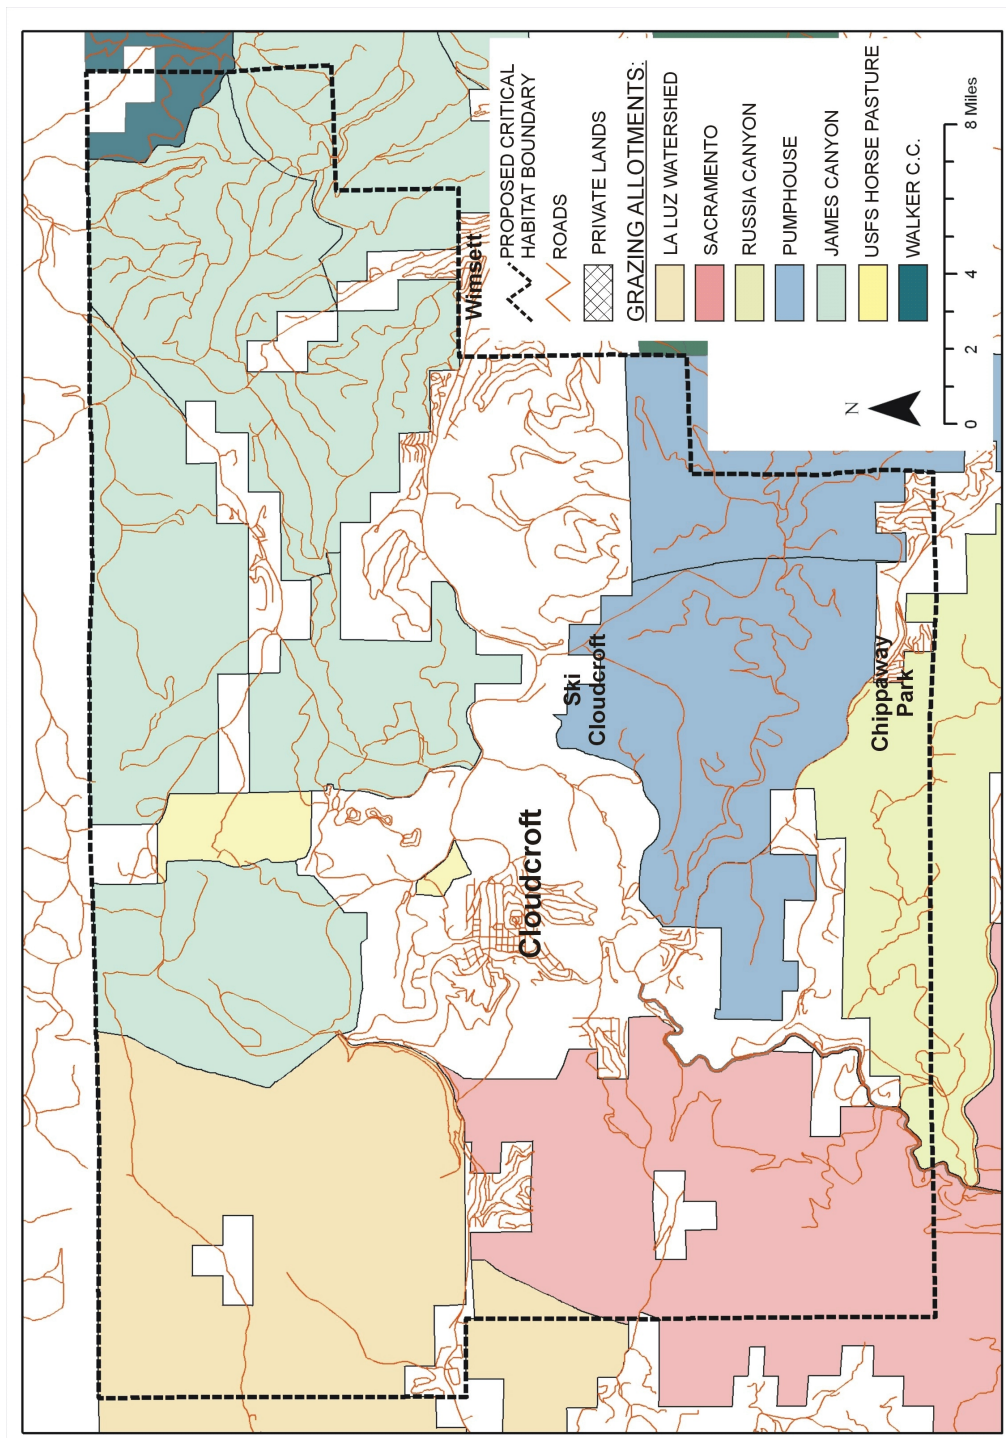 Wimsett
Ski
Cloudcroft
Cloudcroft
Chippaway
Park
PROPOSED CRITICAL
HABITAT BOUNDARY
ROADS
PRIVATE LANDS
GRAZING ALLOTMENTS:
LA LUZ WATERSHED
SACRAMENTO
RUSSIA CANYON
PUMPHOUSE
JAMES CANYON
USFS HORSE PASTURE
WALKER C.C.
N
0 2 4 8 Miles